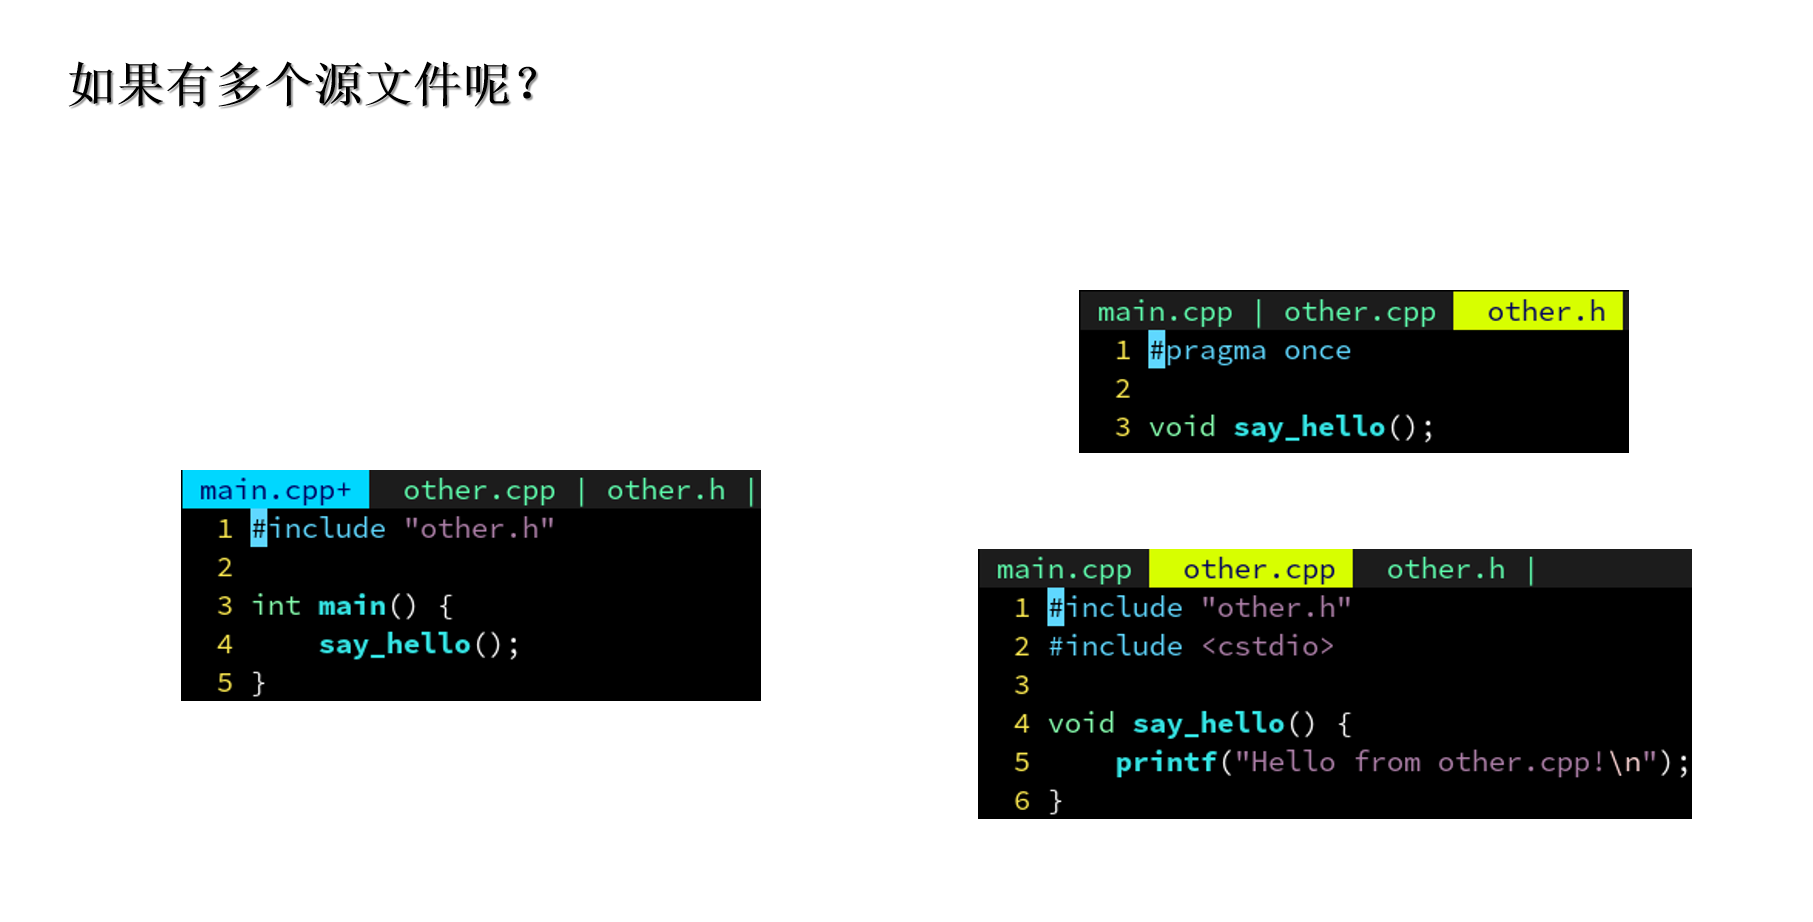 如果有多个源文件呢？
main.cpp+ other.cpp | other.h |
1 #include "other.h"
2
3 int main() {
4     say_hello();
5 }
main.cpp | other.cpp other.h
1 #pragma once
2
3 void say_hello();
main.cpp other.cpp other.h |
1 #include "other.h"
2 #include <cstdio>
3
4 void say_hello() {
5     printf("Hello from other.cpp!\n");
6 }